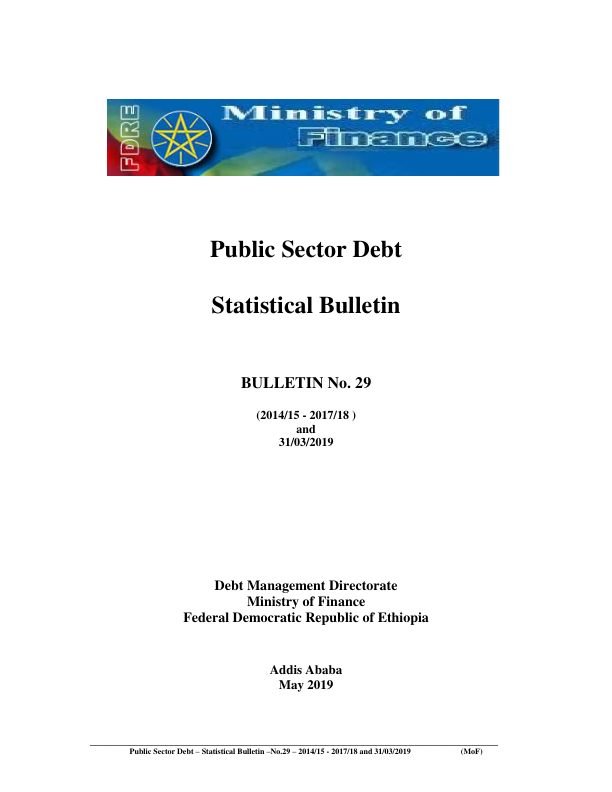 FDRE
Ministry of
Finance
Public Sector Debt
Statistical Bulletin
BULLETIN No. 29
(2014/15 - 2017/18 )
and
31/03/2019
Debt Management Directorate
Ministry of Finance
Federal Democratic Republic of Ethiopia
Addis Ababa
May 2019
Public Sector Debt – Statistical Bulletin –No.29 – 2014/15 - 2017/18 and 31/03/2019 (MoF)